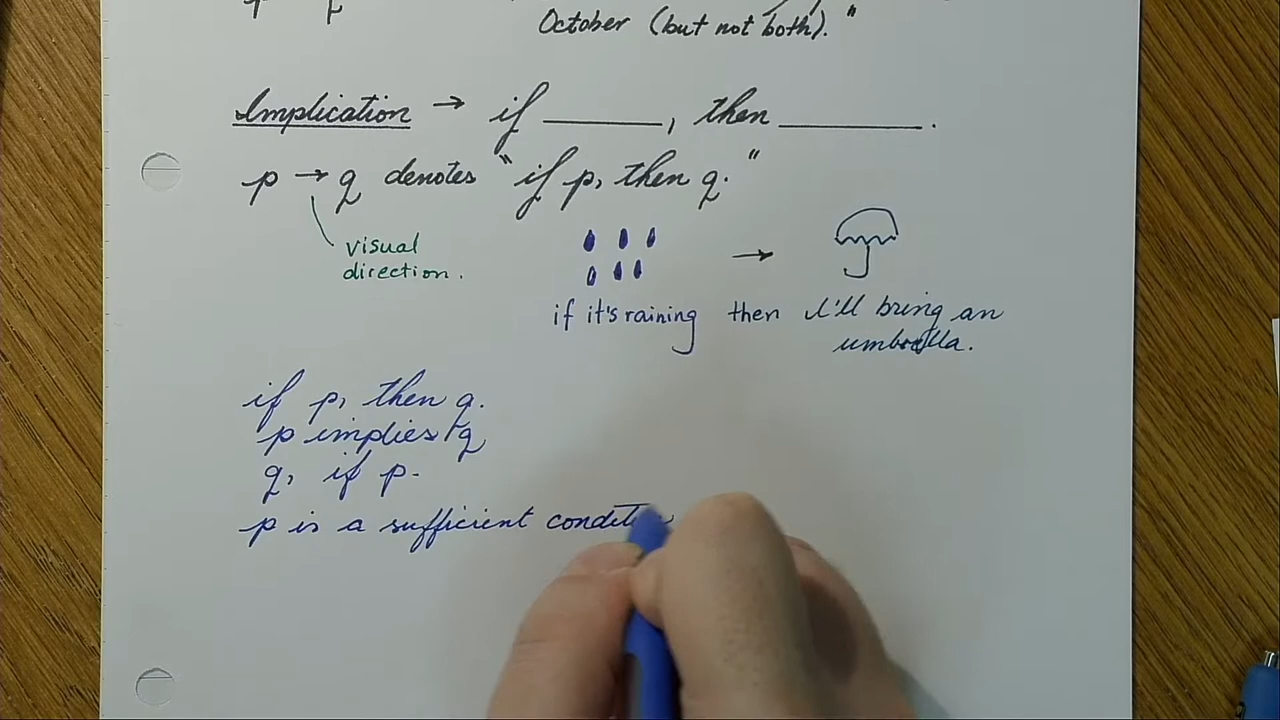 October (but not both)."
Implication → if ______, then ______.
p → q denotes "if p, then q."
visual
direction.
→
if it's raining then I'll bring an
umbrella.
if p, then q.
p implies q
q, if p.
p is a sufficient condition